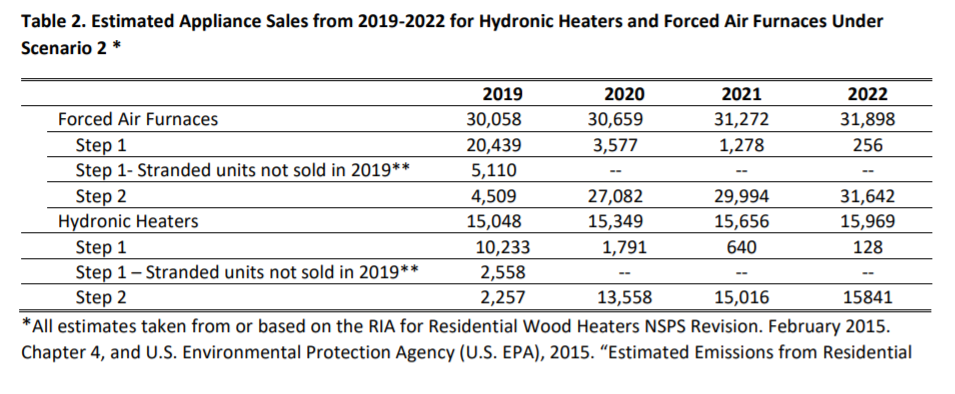 Table 2. Estimated Appliance Sales from 2019-2022 for Hydronic Heaters and Forced Air Furnaces Under
Scenario 2 *
2019 2020 2021 2022
Forced Air Furnaces 30,058 30,659 31,272 31,898
Step 1 20,439 3,577 1,278 256
Step 1- Stranded units not sold in 2019** 5,110 -- -- --
Step 2 4,509 27,082 29,994 31,642
Hydronic Heaters 15,048 15,349 15,656 15,969
Step 1 10,233 1,791 640 128
Step 1 – Stranded units not sold in 2019** 2,558 -- -- --
Step 2 2,257 13,558 15,016 15841
*All estimates taken from or based on the RIA for Residential Wood Heaters NSPS Revision. February 2015.
Chapter 4, and U.S. Environmental Protection Agency (U.S. EPA), 2015. “Estimated Emissions from Residential